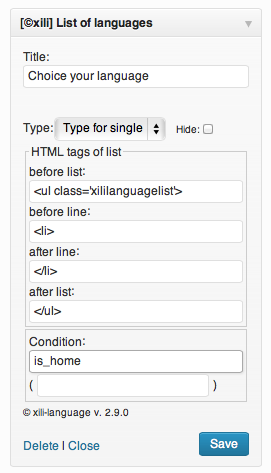 [©xili] List of languages
Title:
Choice your language
Type: Type for single Hide:
HTML tags of list
before list:
<ul class='xililanguagelist'>
before line:
<li>
after line:
</li>
after list:
</ul>
Condition:
is_home
( )
© xili-language v. 2.9.0
Delete | Close Save